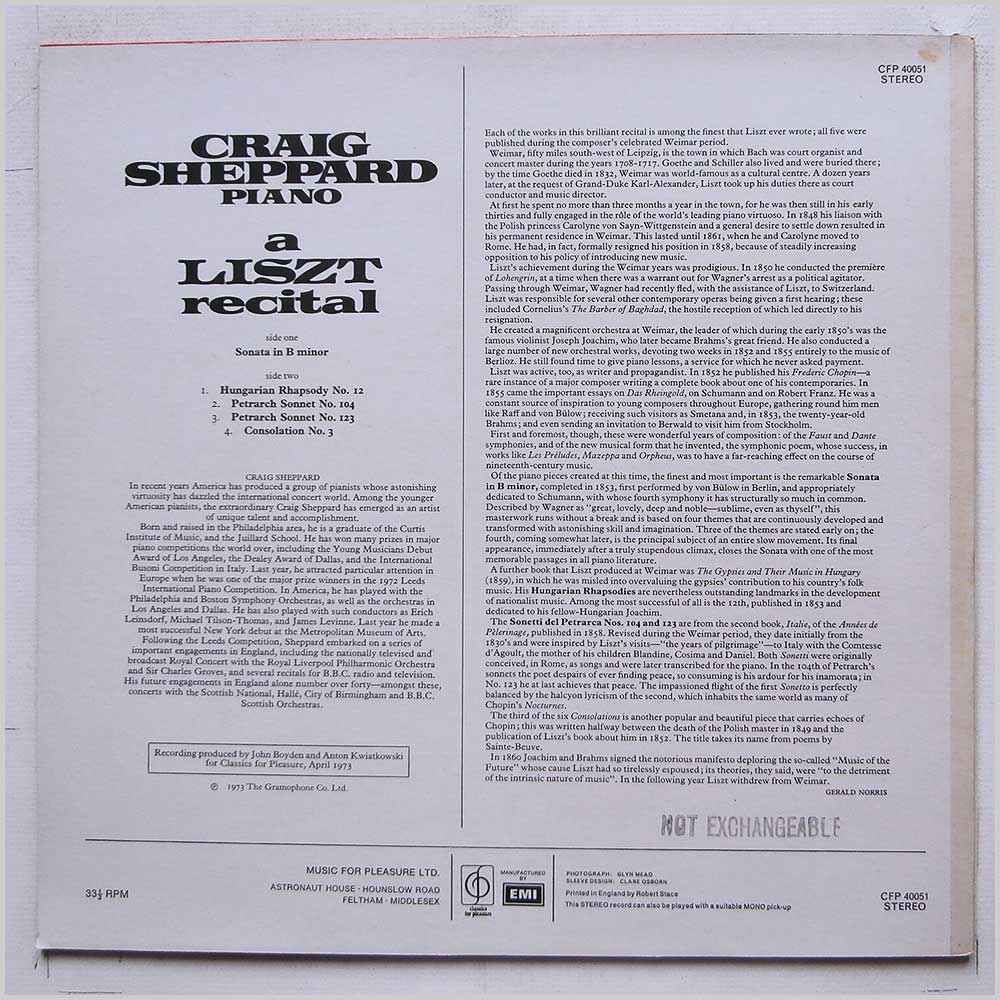 CFP 40051
STEREO
CRAIG
SHEPPARD
PIANO
a
LISZT
recital
side one
Sonata in B minor
side two
1. Hungarian Rhapsody No. 12
2. Petrarch Sonnet No. 104
3. Petrarch Sonnet No. 123
4. Consolation No. 3
CRAIG SHEPPARD
In recent years America has produced a group of pianists whose astonishing
virtuosity has dazzled the international concert world. Among the younger
American pianists, the extraordinary Craig Sheppard has emerged as an artist
of unique talent and accomplishment.
Born and raised in the Philadelphia area, he is a graduate of the Curtis
Institute of Music, and the Juillard School. He has won many prizes in major
piano competitions the world over, including the Young Musicians Debut
Award of Los Angeles, the Dealey Award of Dallas, and the International
Busoni Competition in Italy. Last year, he attracted particular attention in
Europe when he was one of the major prize winners in the 1972 Leeds
International Piano Competition. In America, he has played with the
Philadelphia and Boston Symphony Orchestras, as well as the orchestras in
Los Angeles and Dallas. He has also played with such conductors as Erich
Leinsdorf, Michael Tilson-Thomas, and James Levinne. Last year he made a
most successful New York debut at the Metropolitan Museum of Arts.
Following the Leeds Competition, Sheppard embarked on a series of
important engagements in England, including the nationally televised and
broadcast Royal Concert with the Royal Liverpool Philharmonic Orchestra
and Sir Charles Groves, and several recitals for B.B.C. radio and television.
His future engagements in England alone number over forty—amongst these,
concerts with the Scottish National, Hallé, City of Birmingham and B.B.C.
Scottish Orchestras.
Recording produced by John Boyden and Anton Kwiatkowski
for Classics for Pleasure, April 1973
℗ 1973 The Gramophone Co. Ltd.
Each of the works in this brilliant recital is among the finest that Liszt ever wrote; all five were
published during the composer's celebrated Weimar period.
Weimar, fifty miles south-west of Leipzig, is the town in which Bach was court organist and
concert master during the years 1708-1717. Goethe and Schiller also lived and were buried there;
by the time Goethe died in 1832, Weimar was world-famous as a cultural centre. A dozen years
later, at the request of Grand-Duke Karl-Alexander, Liszt took up his duties there as court
conductor and music director.
At first he spent no more than three months a year in the town, for he was then still in his early
thirties and fully engaged in the rôle of the world's leading piano virtuoso. In 1848 his liaison with
the Polish princess Carolyne von Sayn-Wittgenstein and a general desire to settle down resulted in
his permanent residence in Weimar. This lasted until 1861, when he and Carolyne moved to
Rome. He had, in fact, formally resigned his position in 1858, because of steadily increasing
opposition to his policy of introducing new music.
Liszt's achievement during the Weimar years was prodigious. In 1850 he conducted the première
of Lohengrin, at a time when there was a warrant out for Wagner's arrest as a political agitator.
Passing through Weimar, Wagner had recently fled, with the assistance of Liszt, to Switzerland.
Liszt was responsible for several other contemporary operas being given a first hearing; these
included Cornelius's The Barber of Baghdad, the hostile reception of which led directly to his
resignation.
He created a magnificent orchestra at Weimar, the leader of which during the early 1850's was the
famous violinist Joseph Joachim, who later became Brahms's great friend. He also conducted a
large number of new orchestral works, devoting two weeks in 1852 and 1855 entirely to the music of
Berlioz. He still found time to give piano lessons, a service for which he never asked payment.
Liszt was active, too, as writer and propagandist. In 1852 he published his Frederic Chopin—a
rare instance of a major composer writing a complete book about one of his contemporaries. In
1855 came the important essays on Das Rheingold, on Schumann and on Robert Franz. He was a
constant source of inspiration to young composers throughout Europe, gathering round him men
like Raff and von Bülow; receiving such visitors as Smetana and, in 1853, the twenty-year-old
Brahms; and even sending an invitation to Berwald to visit him from Stockholm.
First and foremost, though, these were wonderful years of composition: of the Faust and Dante
symphonies, and of the new musical form that he invented, the symphonic poem, whose success, in
works like Les Préludes, Mazeppa and Orpheus, was to have a far-reaching effect on the course of
nineteenth-century music.
Of the piano pieces created at this time, the finest and most important is the remarkable Sonata
in B minor, completed in 1853, first performed by von Bülow in Berlin, and appropriately
dedicated to Schumann, with whose fourth symphony it has structurally so much in common.
Described by Wagner as "great, lovely, deep and noble—sublime, even as thyself", this
masterwork runs without a break and is based on four themes that are continuously developed and
transformed with astonishing skill and imagination. Three of the themes are stated early on; the
fourth, coming somewhat later, is the principal subject of an entire slow movement. Its final
appearance, immediately after a truly stupendous climax, closes the Sonata with one of the most
memorable passages in all piano literature.
A further book that Liszt produced at Weimar was The Gypsies and Their Music in Hungary
(1859), in which he was misled into overvaluing the gypsies' contribution to his country's folk
music. His Hungarian Rhapsodies are nevertheless outstanding landmarks in the development
of nationalist music. Among the most successful of all is the 12th, published in 1853 and
dedicated to his fellow-Hungarian Joachim.
The Sonetti del Petrarca Nos. 104 and 123 are from the second book, Italie, of the Années de
Pèlerinage, published in 1858. Revised during the Weimar period, they date initially from the
1830's and were inspired by Liszt's visits—"the years of pilgrimage"—to Italy with the Comtesse
d'Agoult, the mother of his children Blandine, Cosima and Daniel. Both Sonetti were originally
conceived, in Rome, as songs and were later transcribed for the piano. In the 104th of Petrarch's
sonnets the poet despairs of ever finding peace, so consuming is his ardour for his inamorata; in
No. 123 he at last achieves that peace. The impassioned flight of the first Sonetto is perfectly
balanced by the halcyon lyricism of the second, which inhabits the same world as many of
Chopin's Nocturnes.
The third of the six Consolations is another popular and beautiful piece that carries echoes of
Chopin; this was written halfway between the death of the Polish master in 1849 and the
publication of Liszt's book about him in 1852. The title takes its name from poems by
Sainte-Beuve.
In 1860 Joachim and Brahms signed the notorious manifesto deploring the so-called "Music of the
Future" whose cause Liszt had so tirelessly espoused; its theories, they said, were "to the detriment
of the intrinsic nature of music". In the following year Liszt withdrew from Weimar.
GERALD NORRIS
NOT EXCHANGEABLE
33⅓ RPM
MUSIC FOR PLEASURE LTD.
ASTRONAUT HOUSE · HOUNSLOW ROAD
FELTHAM · MIDDLESEX
classics
for pleasure
MANUFACTURED
BY
EMI
PHOTOGRAPH: GLYN MEAD
SLEEVE DESIGN: CLARE OSBORN
Printed in England by Robert Stace
This STEREO record can also be played with a suitable MONO pick-up
CFP 40051
STEREO